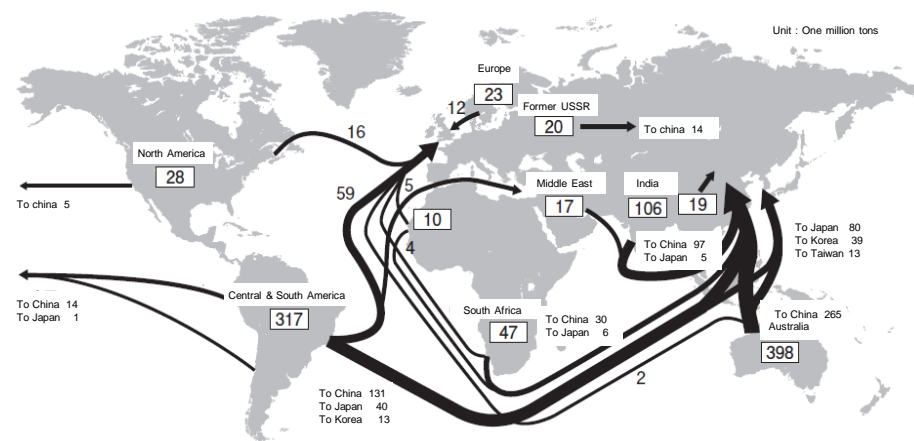 Unit : One million tons
Europe
23
12
Former USSR
20
To china 14
16
North America
28
To china 5
59
5
10
4
Middle East
17
India
106
19
To China 97
To Japan 5
To Japan 80
To Korea 39
To Taiwan 13
To China 14
To Japan 1
Central & South America
317
South Africa
47
To China 30
To Japan 6
To China 265
Australia
398
2
To China 131
To Japan 40
To Korea 13